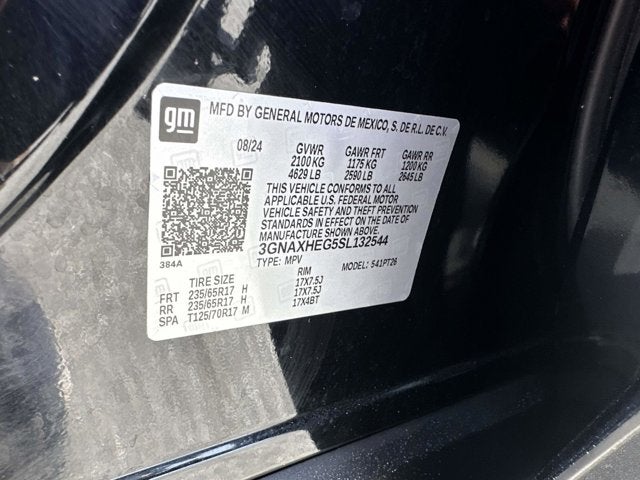 gm
MFD BY GENERAL MOTORS DE MEXICO, S. DE R.L. DE C.V.
08/24 GVWR GAWR FRT GAWR RR
2100 KG 1175 KG 1200 KG
4629 LB 2590 LB 2645 LB
THIS VEHICLE CONFORMS TO ALL
APPLICABLE U.S. FEDERAL MOTOR
VEHICLE SAFETY AND THEFT PREVENTION
STANDARDS IN EFFECT ON THE DATE OF
MANUFACTURE SHOWN ABOVE.
3GNAXHEG5SL132544
384A TYPE: MPV MODEL: 541PT26
TIRE SIZE RIM
FRT 235/65R17 H 17X7.5J
RR 235/65R17 H 17X7.5J
SPA T125/70R17 M 17X4BT